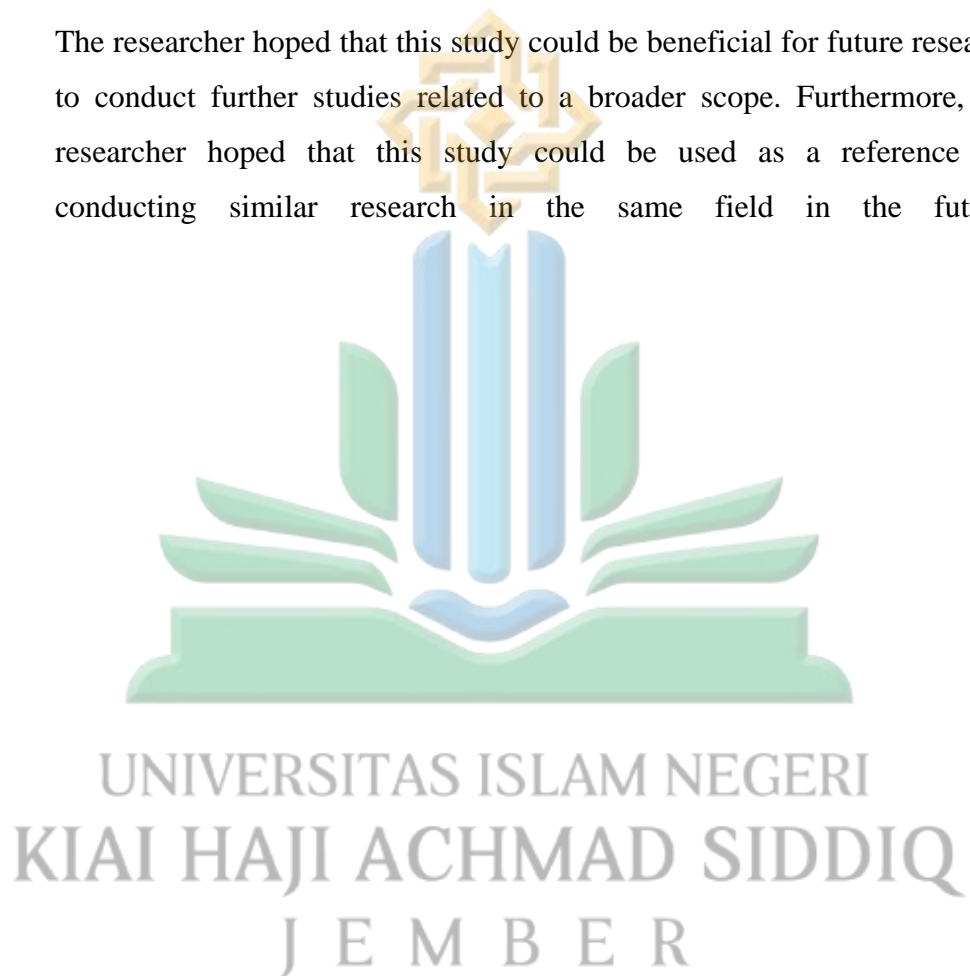 The researcher hoped that this study could be beneficial for future
to conduct further studies related to a broader scope. Furthermore,
researcher hoped that this study could be used as a reference
conducting similar research in the same field in the
UNIVERSITAS ISLAM NEGERI
KIAI HAJI ACHMAD SIDDIQ
JEMBER